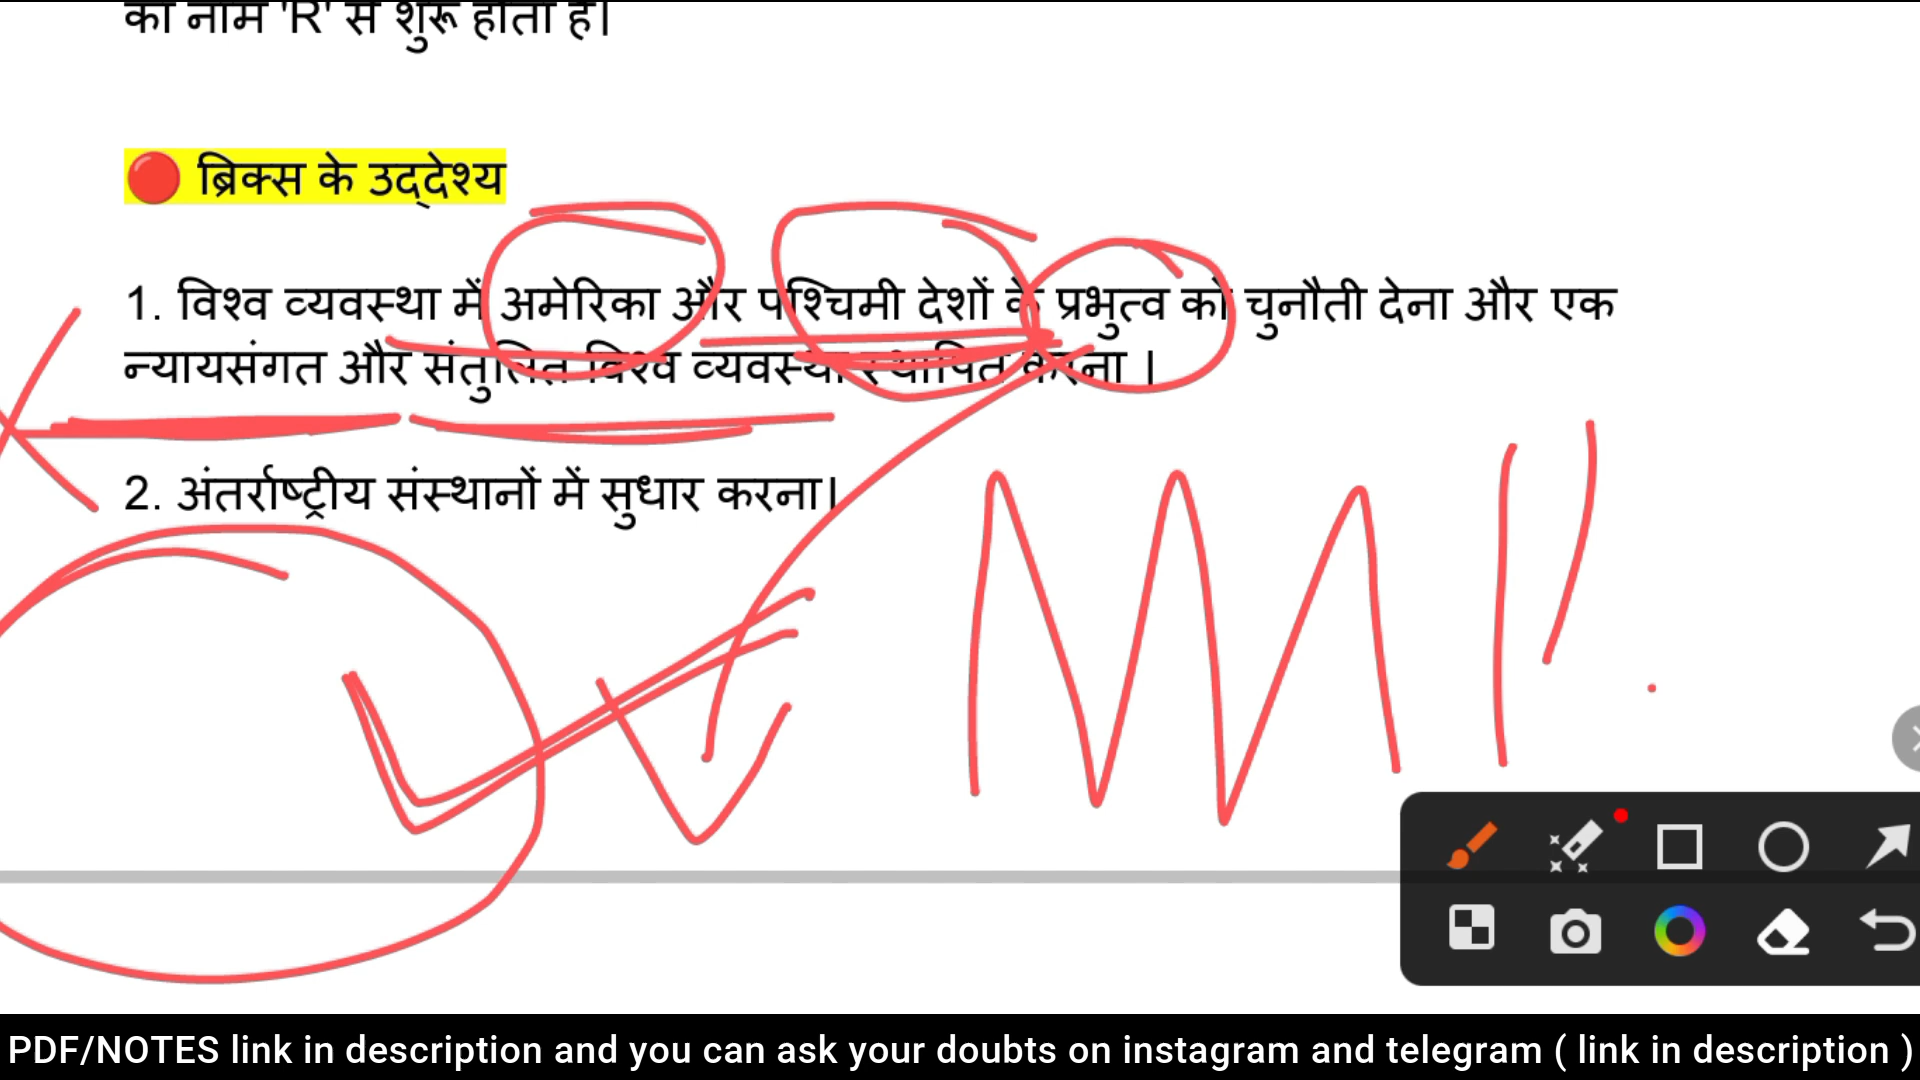 का नाम 'R' से शुरू होता है।
ब्रिक्स के उद्देश्य
1. विश्व व्यवस्था में अमेरिका और पश्चिमी देशों के प्रभुत्व को चुनौती देना और एक
न्यायसंगत और संतुलित विश्व व्यवस्था स्थापित करना ।
2. अंतर्राष्ट्रीय संस्थानों में सुधार करना।
PDF/NOTES link in description and you can ask your doubts on instagram and telegram ( link in description )